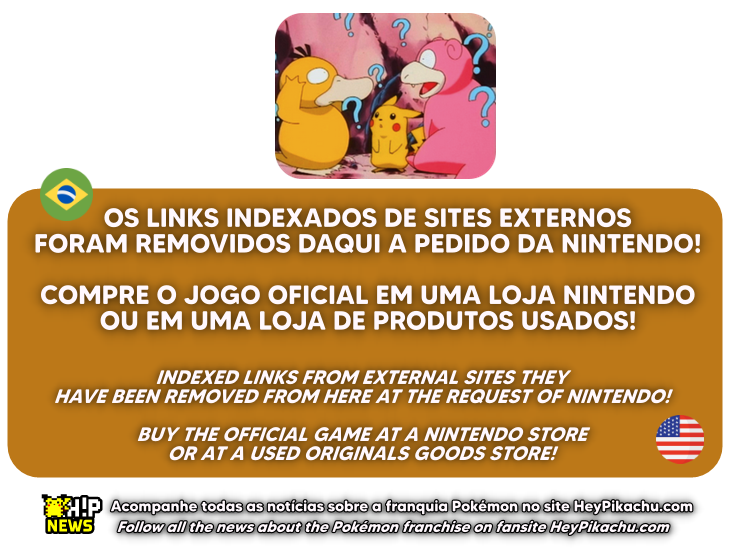 OS LINKS INDEXADOS DE SITES EXTERNOS
FORAM REMOVIDOS DAQUI A PEDIDO DA NINTENDO!
COMPRE O JOGO OFICIAL EM UMA LOJA NINTENDO
OU EM UMA LOJA DE PRODUTOS USADOS!
INDEXED LINKS FROM EXTERNAL SITES THEY
HAVE BEEN REMOVED FROM HERE AT THE REQUEST OF NINTENDO!
BUY THE OFFICIAL GAME AT A NINTENDO STORE
OR AT A USED ORIGINALS GOODS STORE!
H!P
NEWS
Acompanhe todas as notícias sobre a franquia Pokémon no site HeyPikachu.com
Follow all the news about the Pokémon franchise on fansite HeyPikachu.com